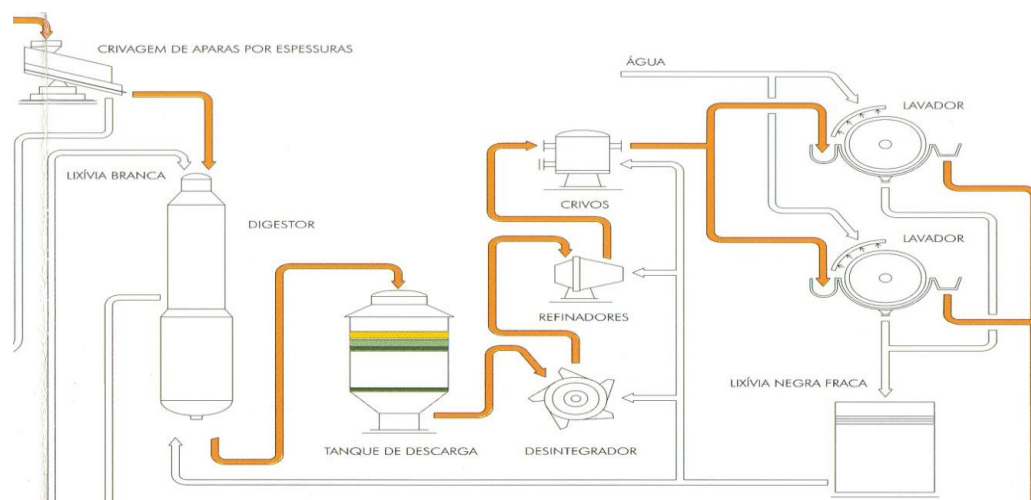 CRIVAGEM DE APARAS POR ESPESSURAS
ÁGUA
LAVADOR
LIXÍVIA BRANCA
CRIVOS
DIGESTOR
LAVADOR
REFINADORES
LIXÍVIA NEGRA FRACA
TANQUE DE DESCARGA
DESINTEGRADOR